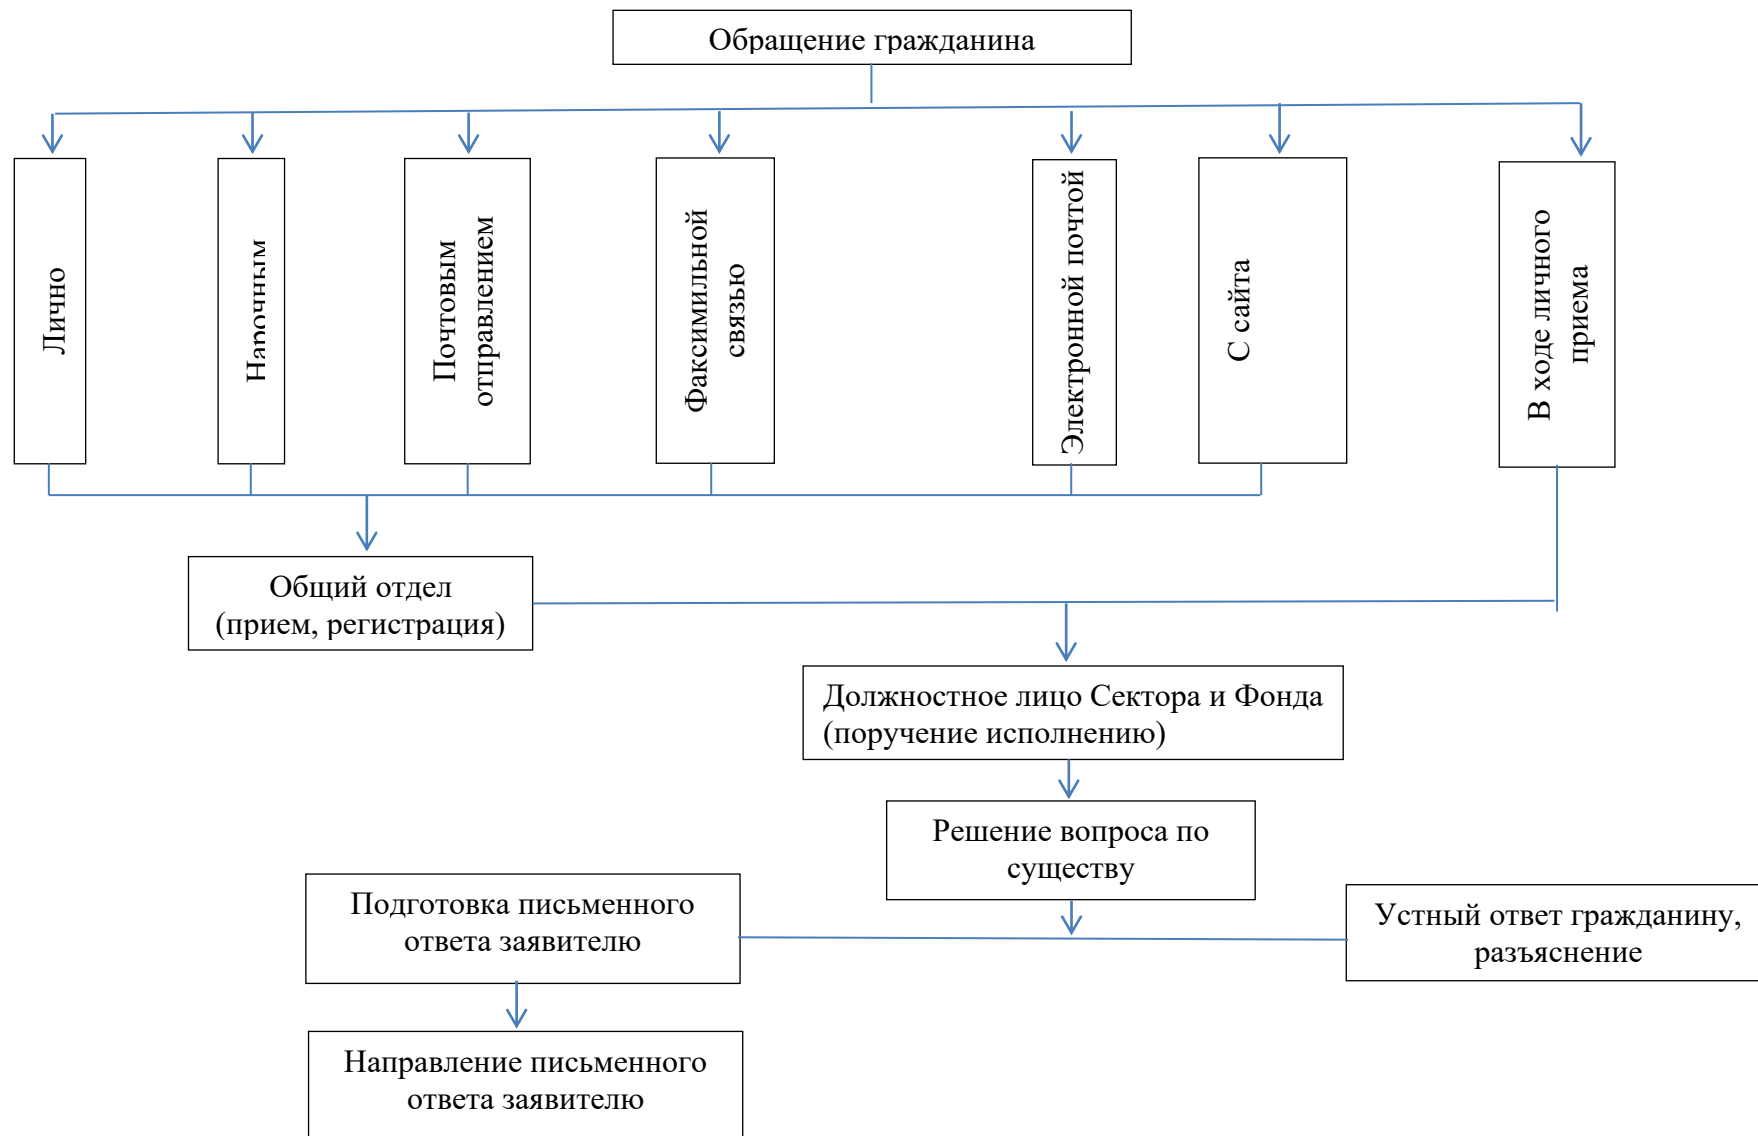 Обращение гражданина
Лично
Нарочным
Почтовым
отправлением
Факсимильной
связью
Электронной почтой
С сайта
В ходе личного
приема
Общий отдел
(прием, регистрация)
Должностное лицо Сектора и Фонда
(поручение исполнению)
Решение вопроса по
существу
Подготовка письменного
ответа заявителю
Устный ответ гражданину,
разъяснение
Направление письменного
ответа заявителю